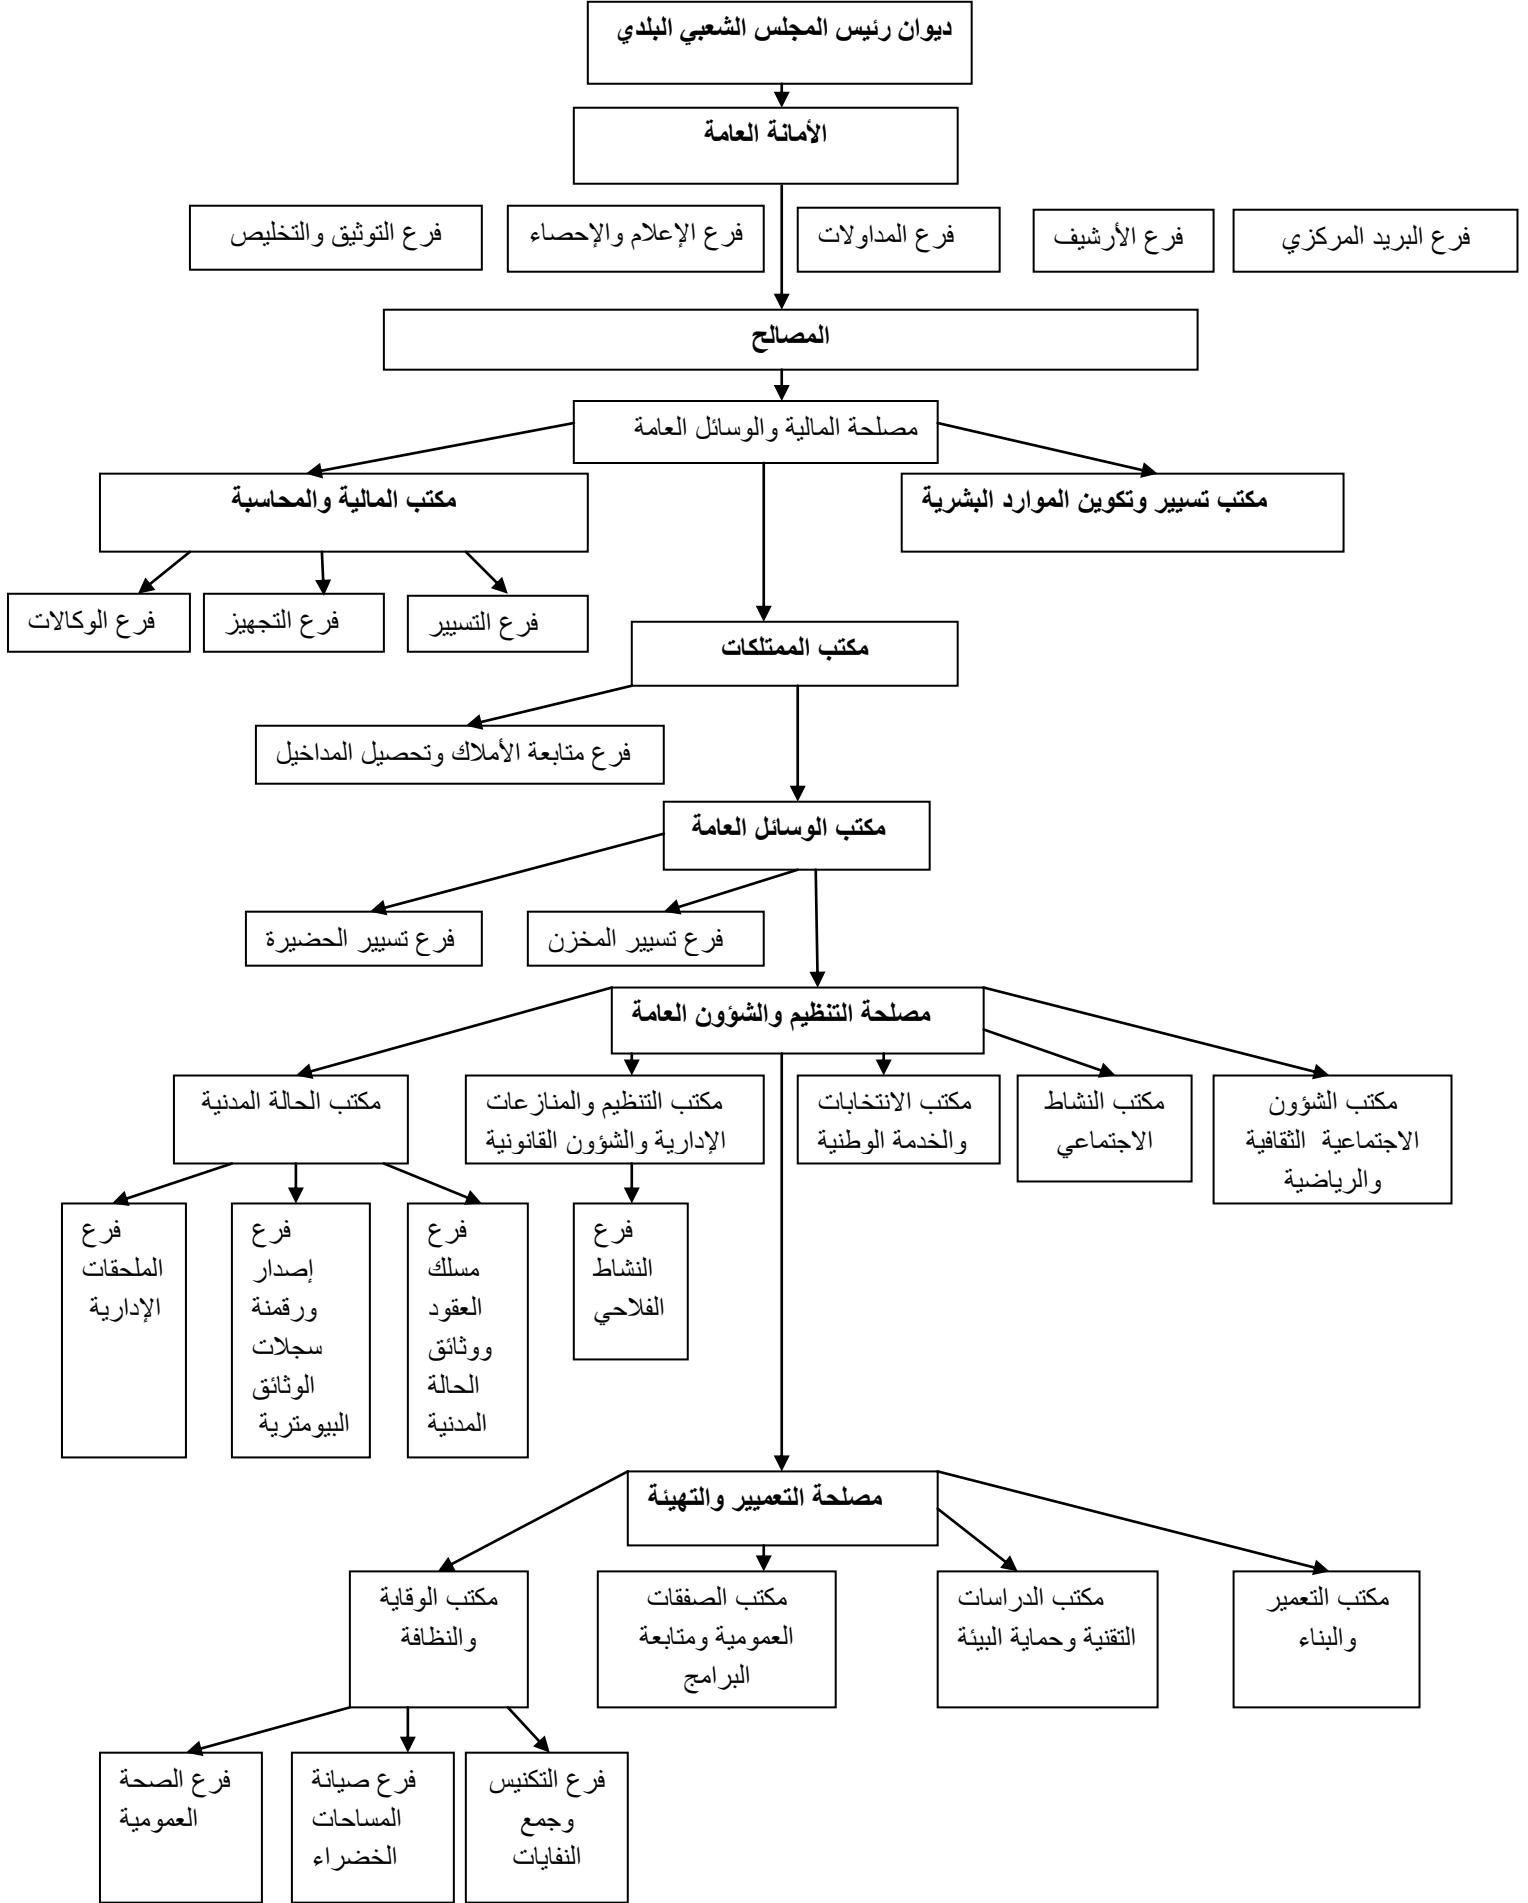 ديوان رئيس المجلس الشعبي البلدي
الأمانة العامة
فرع البريد المركزي
فرع الأرشيف
فرع المداولات
فرع الإعلام والإحصاء
فرع التوثيق والتخليص
المصالح
مصلحة المالية والوسائل العامة
مكتب تسيير وتكوين الموارد البشرية
مكتب المالية والمحاسبة
فرع التسيير
فرع التجهيز
فرع الوكالات
مكتب الممتلكات
فرع متابعة الأملاك وتحصيل المداخيل
مكتب الوسائل العامة
فرع تسيير المخزن
فرع تسيير الحضيرة
مصلحة التنظيم والشؤون العامة
مكتب الشؤون
الاجتماعية الثقافية
والرياضية
مكتب النشاط
الاجتماعي
مكتب الانتخابات
والخدمة الوطنية
مكتب التنظيم والمنازعات
الإدارية والشؤون القانونية
مكتب الحالة المدنية
فرع
النشاط
الفلاحي
فرع
مسلك
العقود
ووثائق
الحالة
المدنية
فرع
إصدار
ورقمنة
سجلات
الوثائق
البيومترية
فرع
الملحقات
الإدارية
مصلحة التعميير والتهيئة
مكتب التعمير
والبناء
مكتب الدراسات
التقنية وحماية البيئة
مكتب الصفقات
العمومية ومتابعة
البرامج
مكتب الوقاية
والنظافة
فرع التكنيس
وجمع
النفايات
فرع صيانة
المساحات
الخضراء
فرع الصحة
العمومية